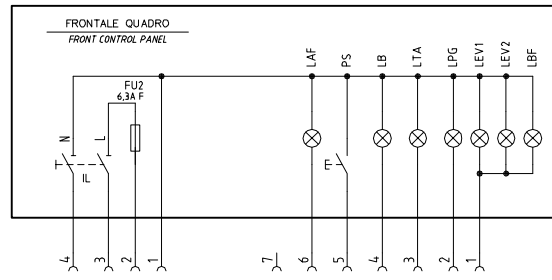 FRONTALE QUADRO
FRONT CONTROL PANEL
FU2
6,3A F
N
L
IL
LAF
PS
LB
LTA
LPG
LEV1
LEV2
LBF
4
3
2
1
7
6
5
4
3
2
1